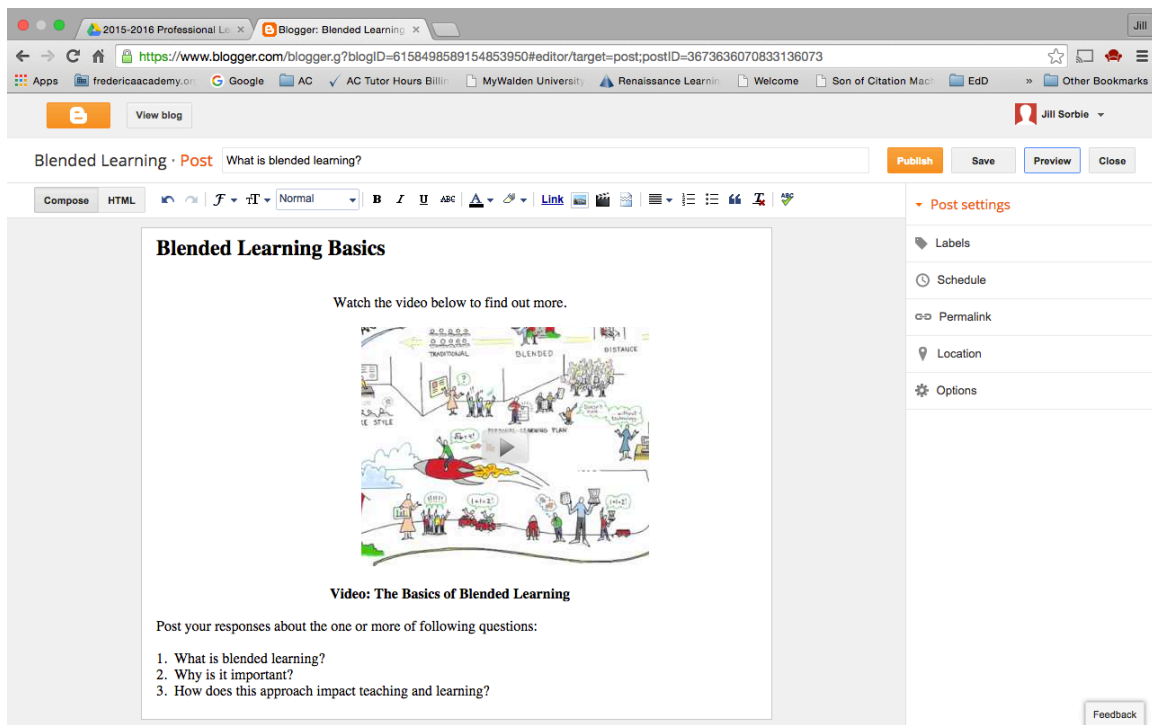 2015-2016 Professional Le
Blogger: Blended Learning
Jill
https://www.blogger.com/blogger.g?blogID=6158498589154853950#editor/target=post;postID=3673636070833136073
Apps fredericaacademy.or Google AC AC Tutor Hours Billin MyWalden University Renaissance Learnin Welcome Son of Citation Mach EdD » Other Bookmarks
View blog
Jill Sorbie
Blended Learning · Post What is blended learning? Publish Save Preview Close
Compose HTML Normal B I U ABC A Link ABC
Post settings
Labels
Schedule
Permalink
Location
Options
Blended Learning Basics
Watch the video below to find out more.
TRADITIONAL BLENDED DISTANCE
STYLE
PERSONAL LEARNING PLAN
Video: The Basics of Blended Learning
Post your responses about the one or more of following questions:
1. What is blended learning?
2. Why is it important?
3. How does this approach impact teaching and learning?
Feedback